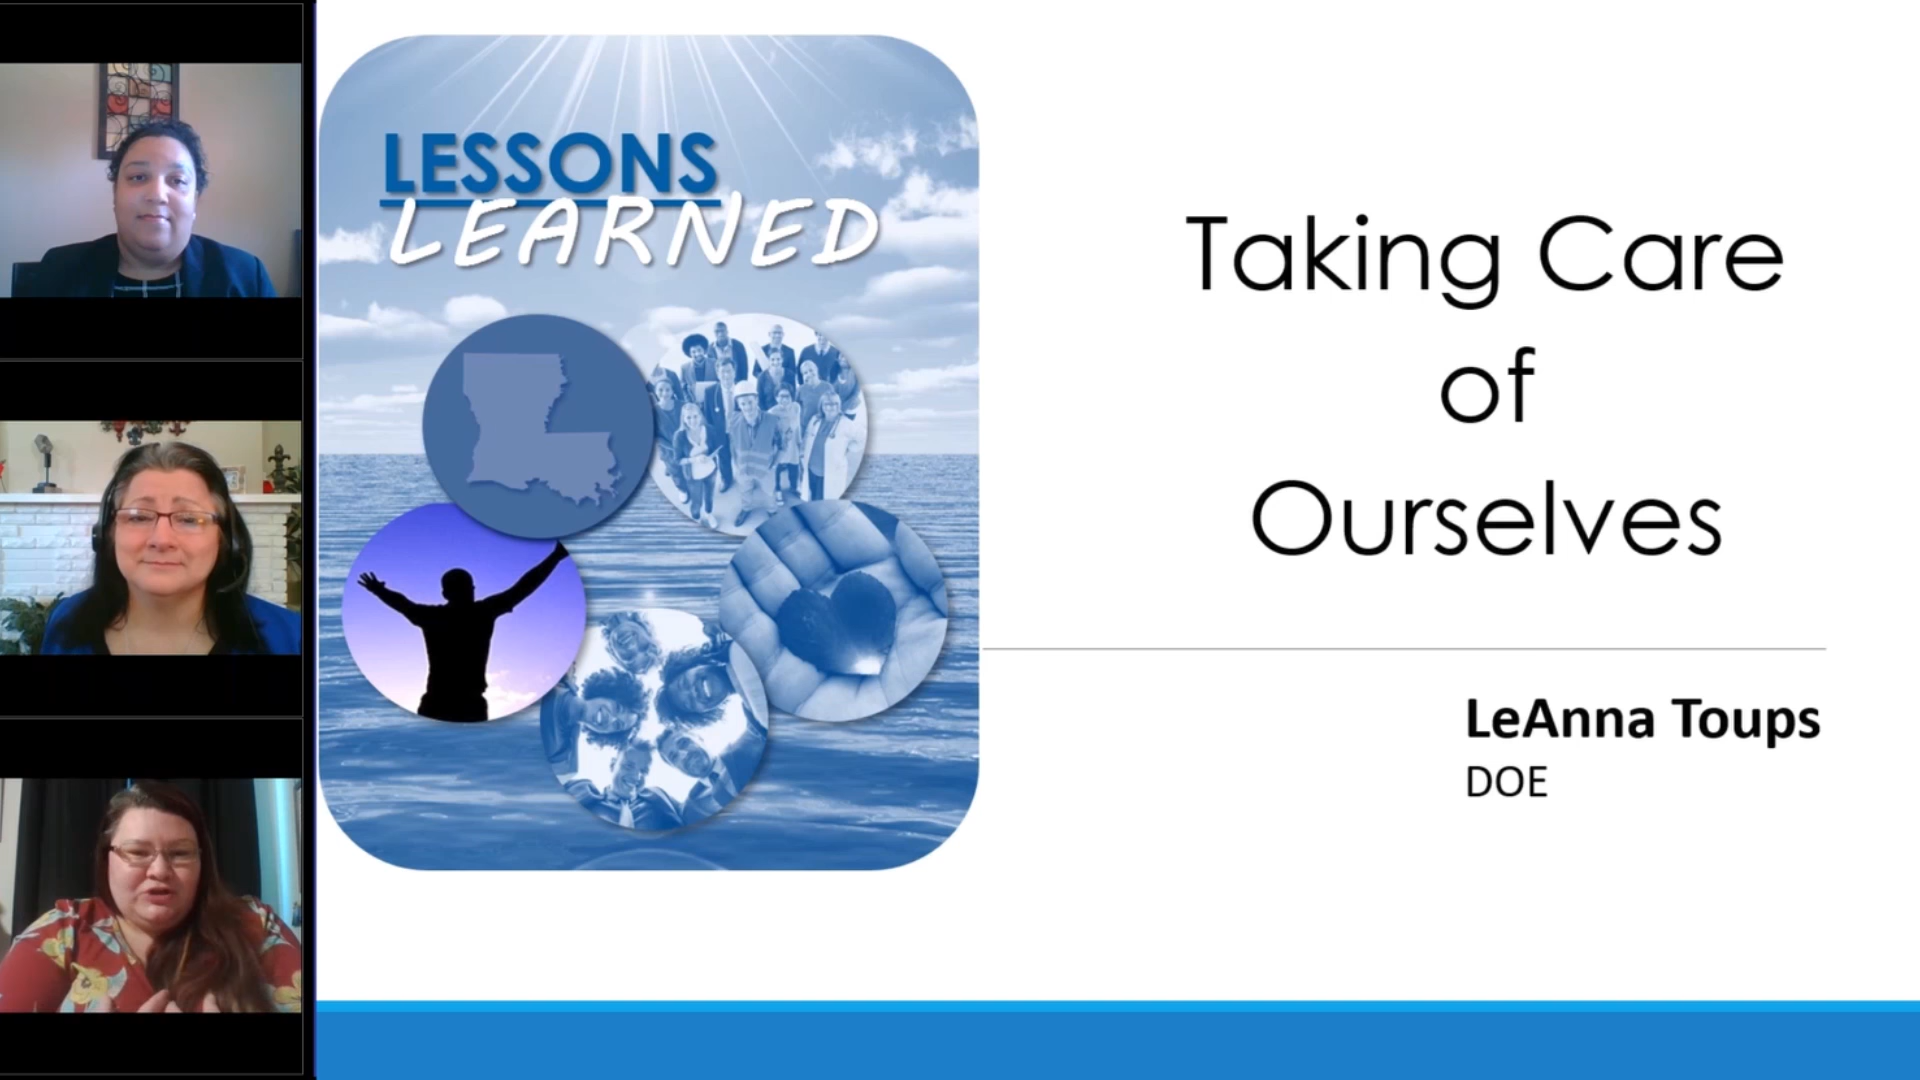 LESSONS
LEARNED
Taking Care
of
Ourselves
LeAnna Toups
DOE